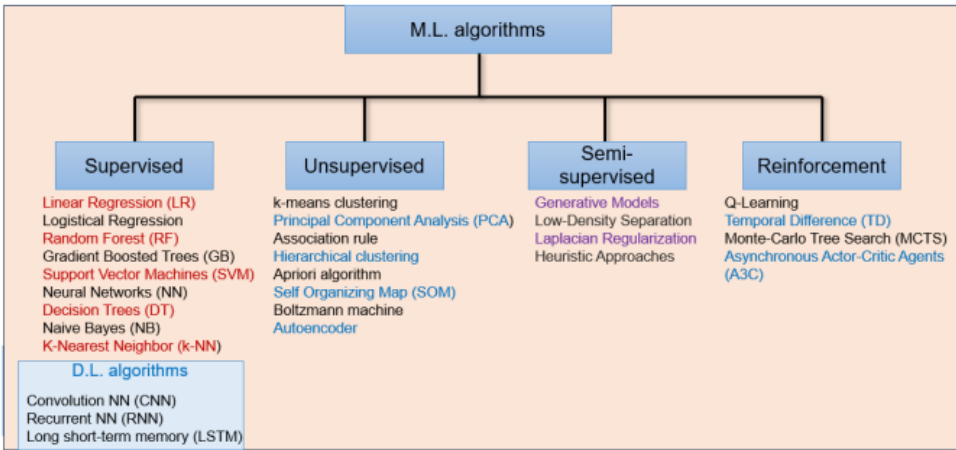 M.L. algorithms
Supervised
Linear Regression (LR)
Logistical Regression
Random Forest (RF)
Gradient Boosted Trees (GB)
Support Vector Machines (SVM)
Neural Networks (NN)
Decision Trees (DT)
Naive Bayes (NB)
K-Nearest Neighbor (k-NN)
D.L. algorithms
Convolution NN (CNN)
Recurrent NN (RNN)
Long short-term memory (LSTM)
Unsupervised
k-means clustering
Principal Component Analysis (PCA)
Association rule
Hierarchical clustering
Apriori algorithm
Self Organizing Map (SOM)
Boltzmann machine
Autoencoder
Semi-
supervised
Generative Models
Low-Density Separation
Laplacian Regularization
Heuristic Approaches
Reinforcement
Q-Learning
Temporal Difference (TD)
Monte-Carlo Tree Search (MCTS)
Asynchronous Actor-Critic Agents
(A3C)